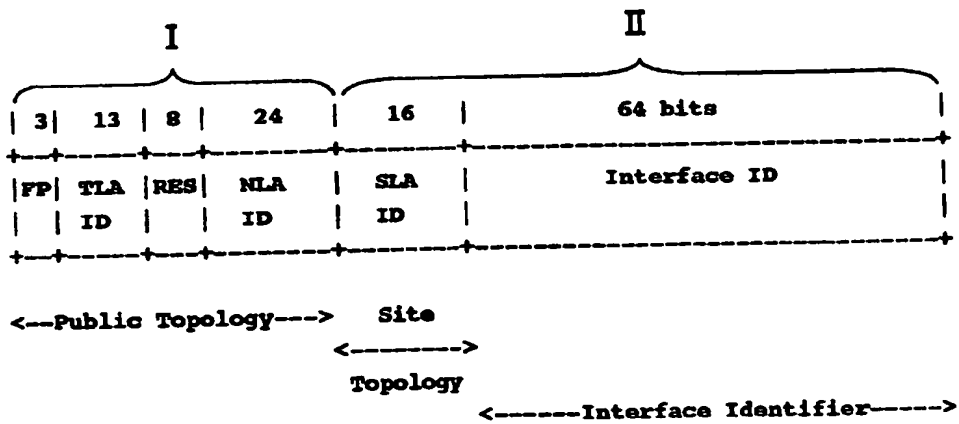 I II
| 3| 13 | 8 | 24 | 16 | 64 bits |
+--+-----+---+--------+--------+--------------------------------+
|FP| TLA |RES| NLA | SLA | Interface ID |
| | ID | | ID | ID | |
+--+-----+---+--------+--------+--------------------------------+
<--Public Topology---> Site
<-------->
Topology
<------Interface Identifier----->